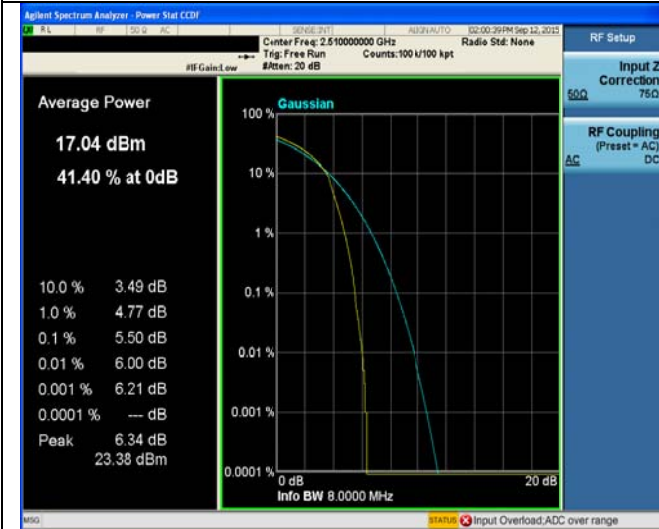 Agilent Spectrum Analyzer - Power Stat CCDF
RL RF 50 Ω AC SENSE:INT ALIGN AUTO 02:00:39 PM Sep 12, 2015
Center Freq: 2.510000000 GHz Radio Std: None
Trig: Free Run Counts:100 k/100 kpt
#IFGain:Low #Atten: 20 dB
RF Setup
Input Z
Correction
50Ω 75Ω
RF Coupling
(Preset = AC)
AC DC
Average Power
17.04 dBm
41.40 % at 0dB
10.0 % 3.49 dB
1.0 % 4.77 dB
0.1 % 5.50 dB
0.01 % 6.00 dB
0.001 % 6.21 dB
0.0001 % --- dB
Peak 6.34 dB
23.38 dBm
Gaussian
100 %
10 %
1 %
0.1 %
0.01 %
0.001 %
0.0001 %
0 dB 20 dB
Info BW 8.0000 MHz
MSG STATUS Input Overload;ADC over range